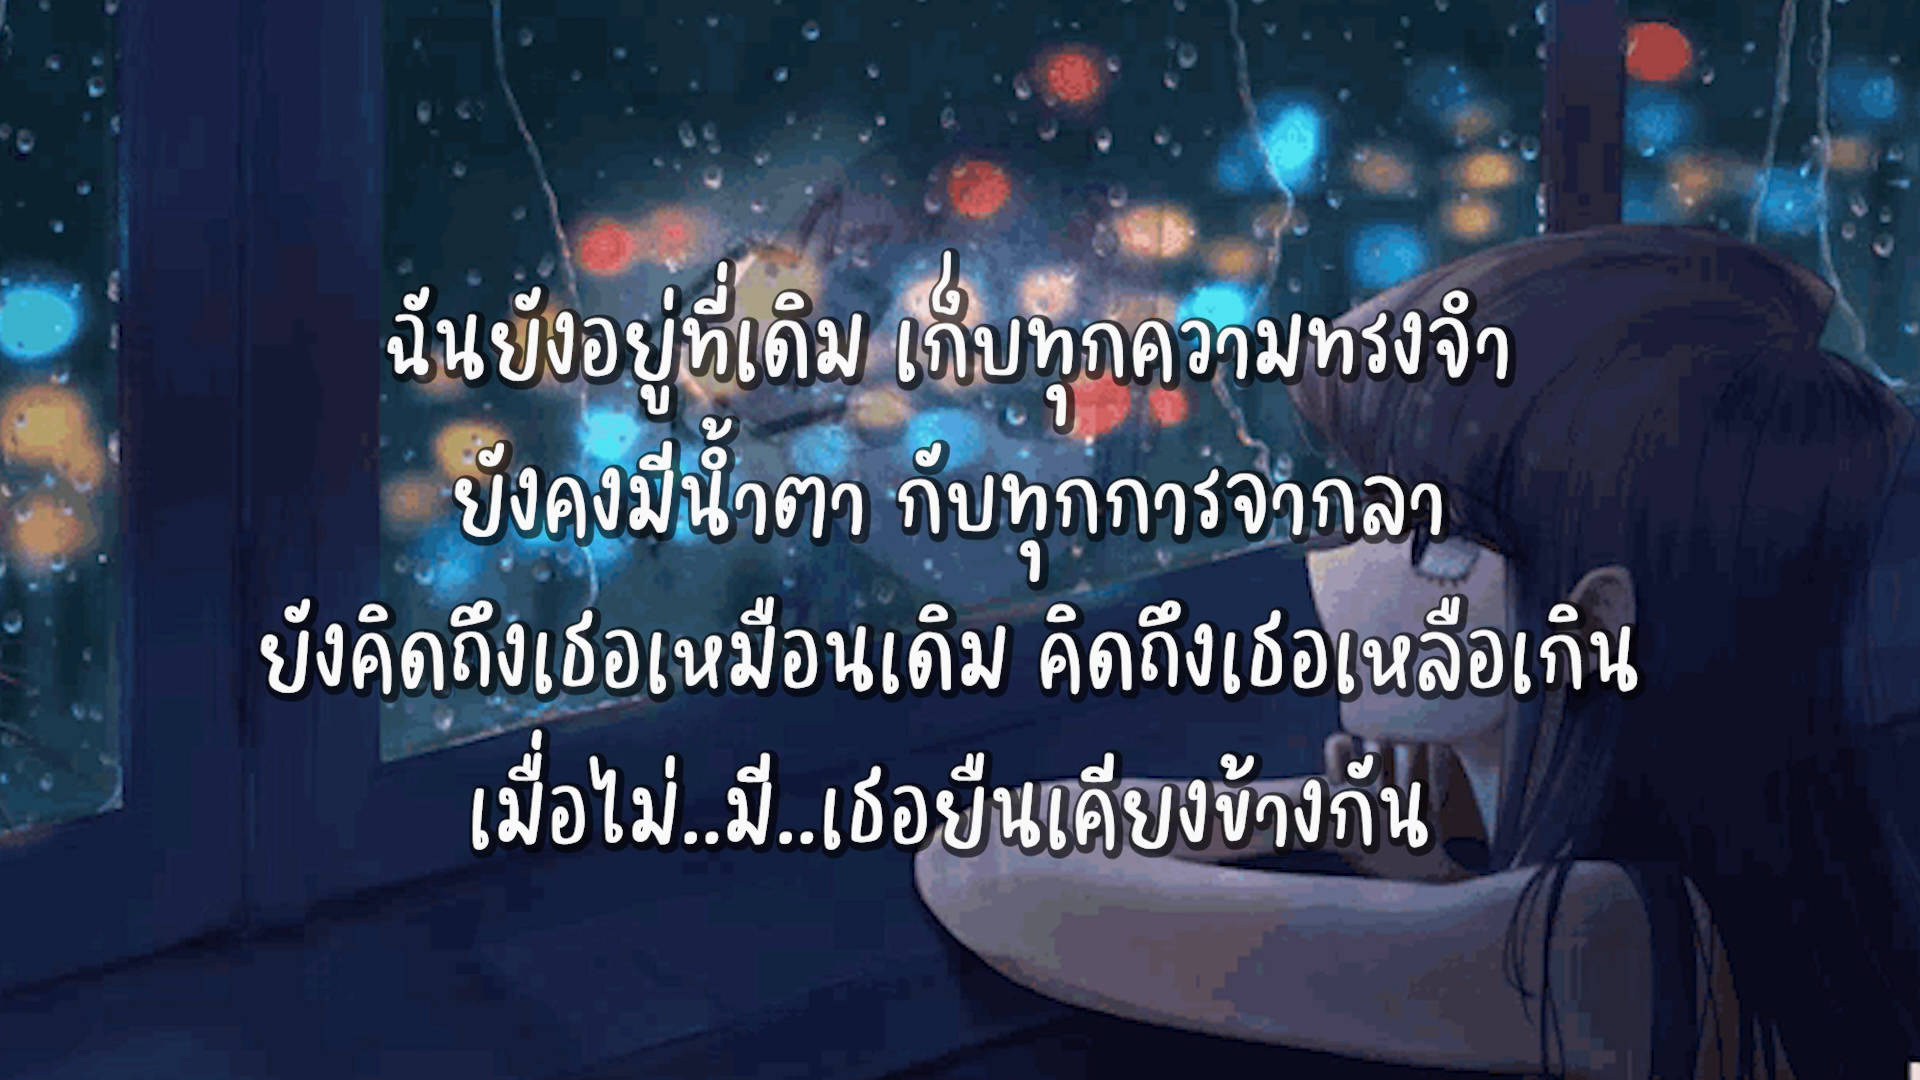 ฉันยังอยู่ที่เดิม เก็บทุกความทรงจำ
ยังคงมีน้ำตา กับทุกการจากลา
ยังคิดถึงเธอเหมือนเดิม คิดถึงเธอเหลือเกิน
เมื่อไม่..มี..เธอยืนเคียงข้างกัน